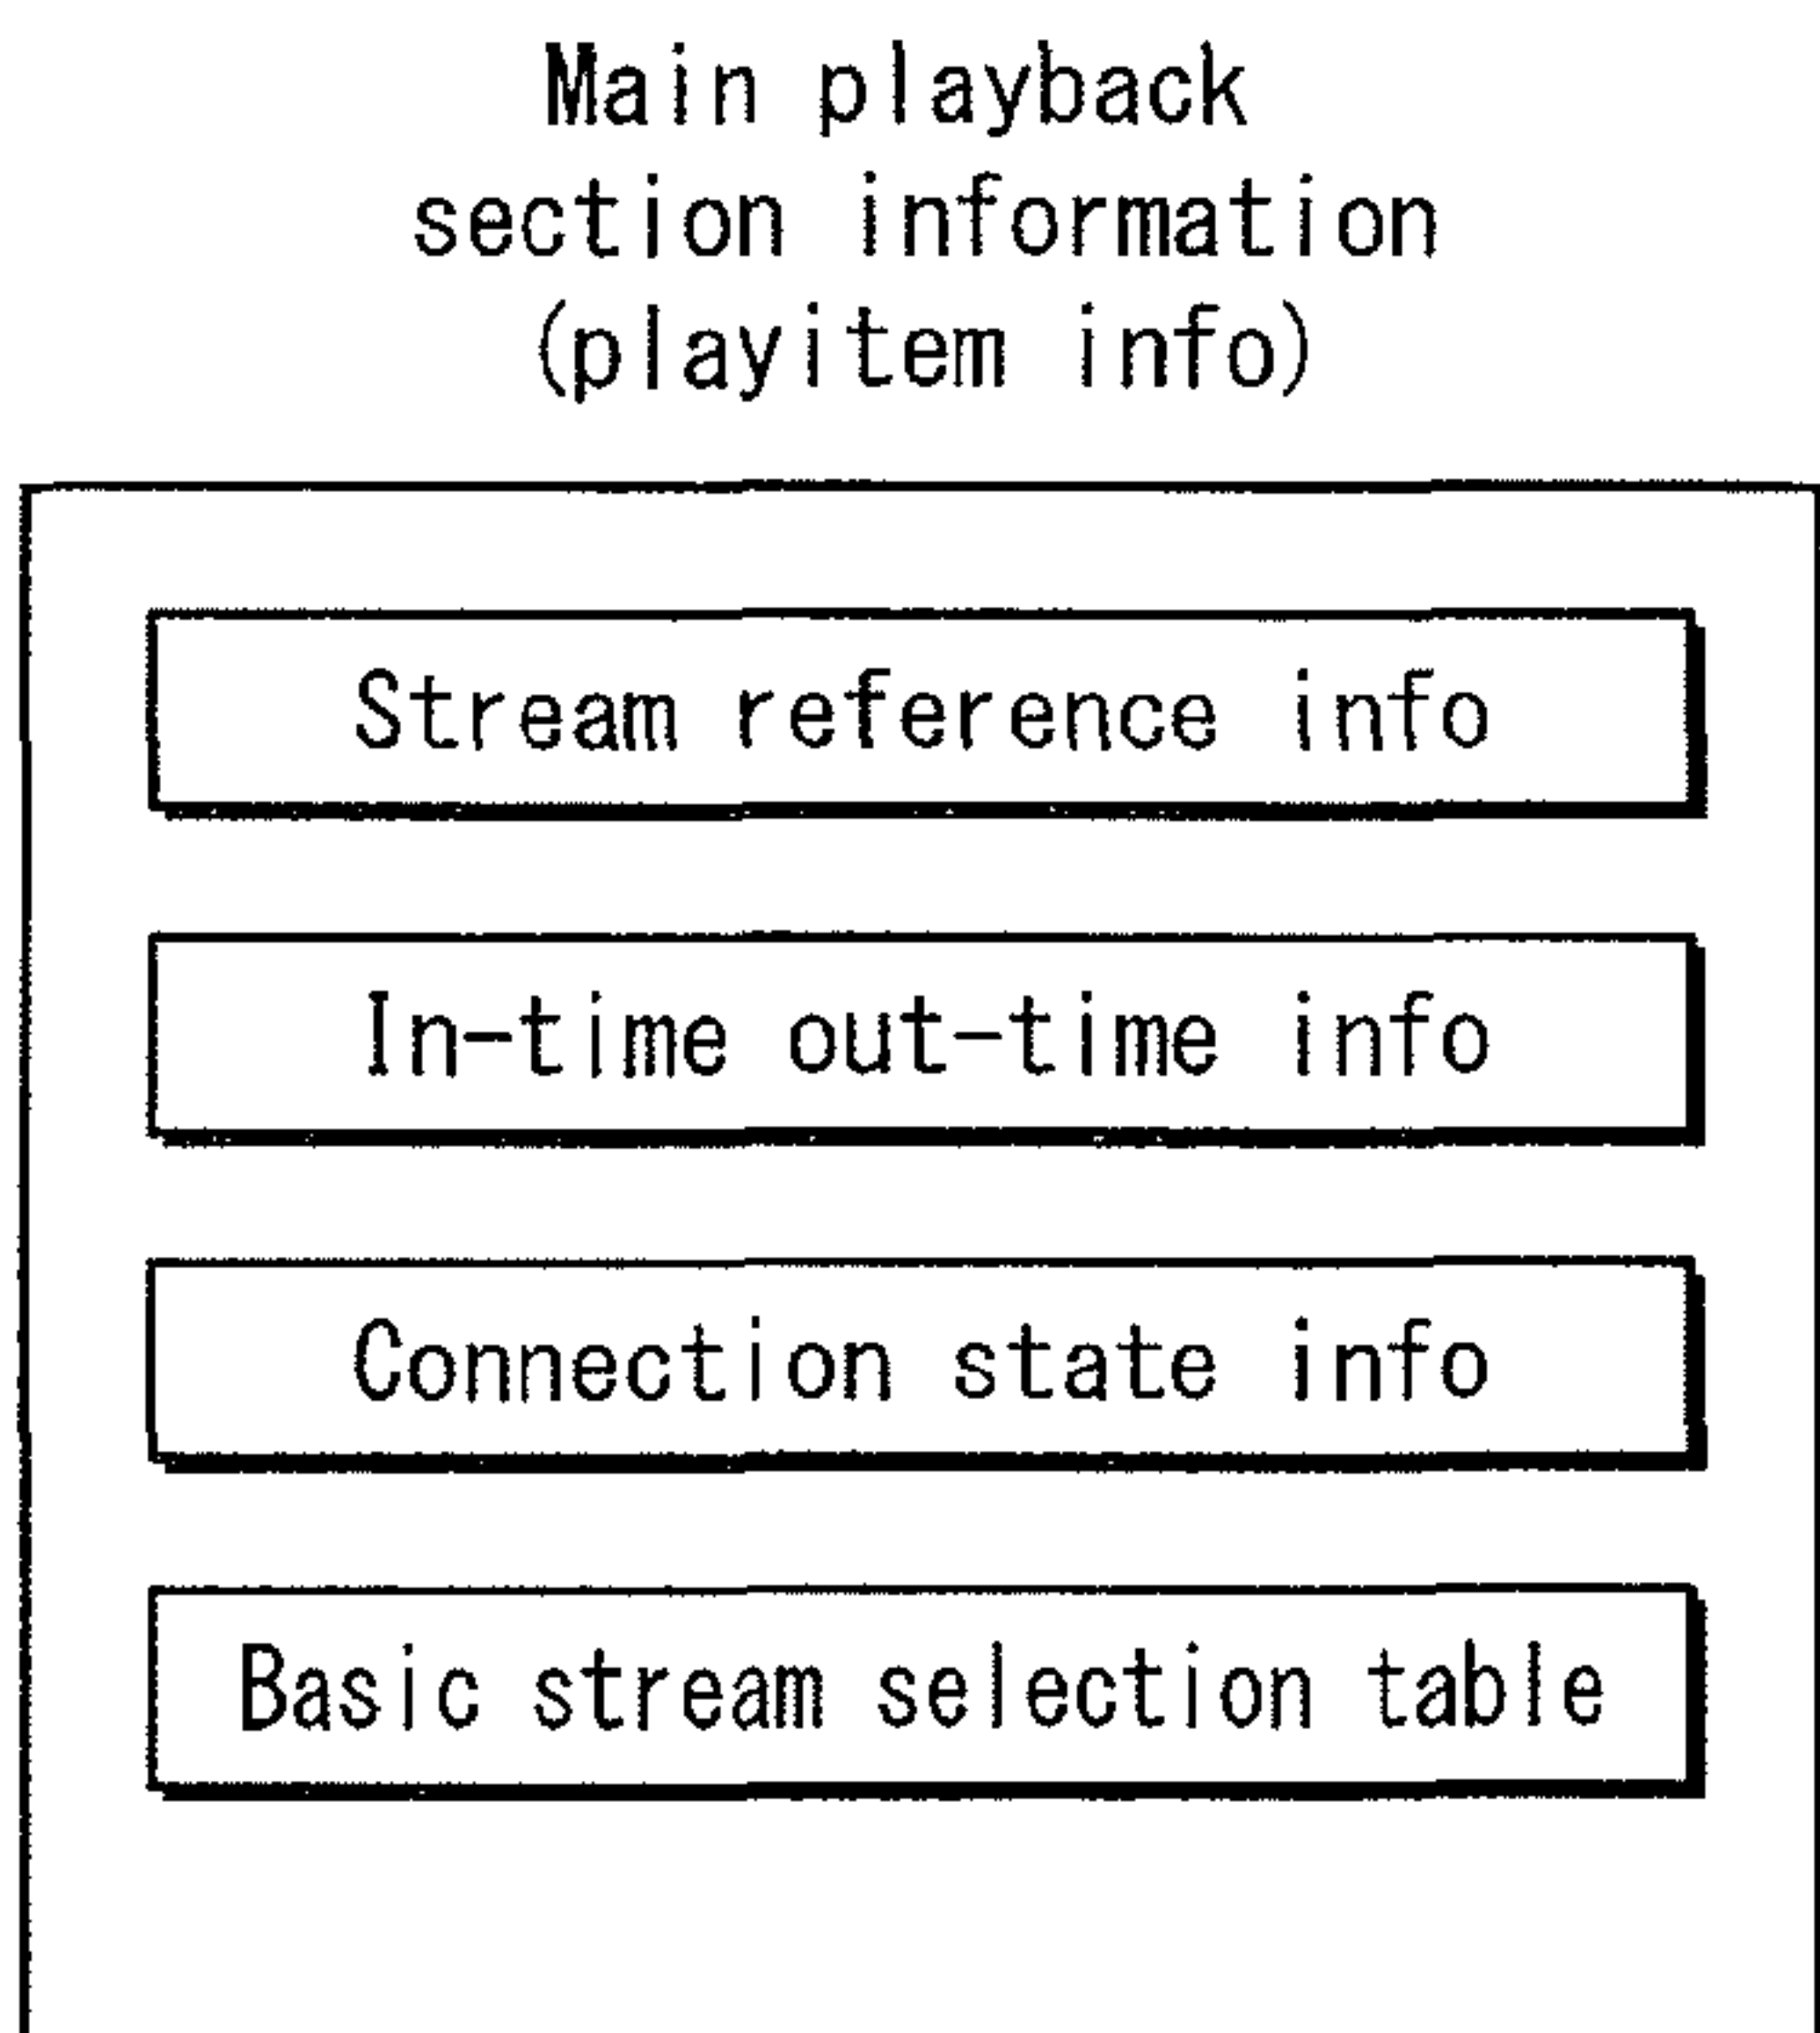 Main playback
section information
(playitem info)
Stream reference info
In-time out-time info
Connection state info
Basic stream selection table